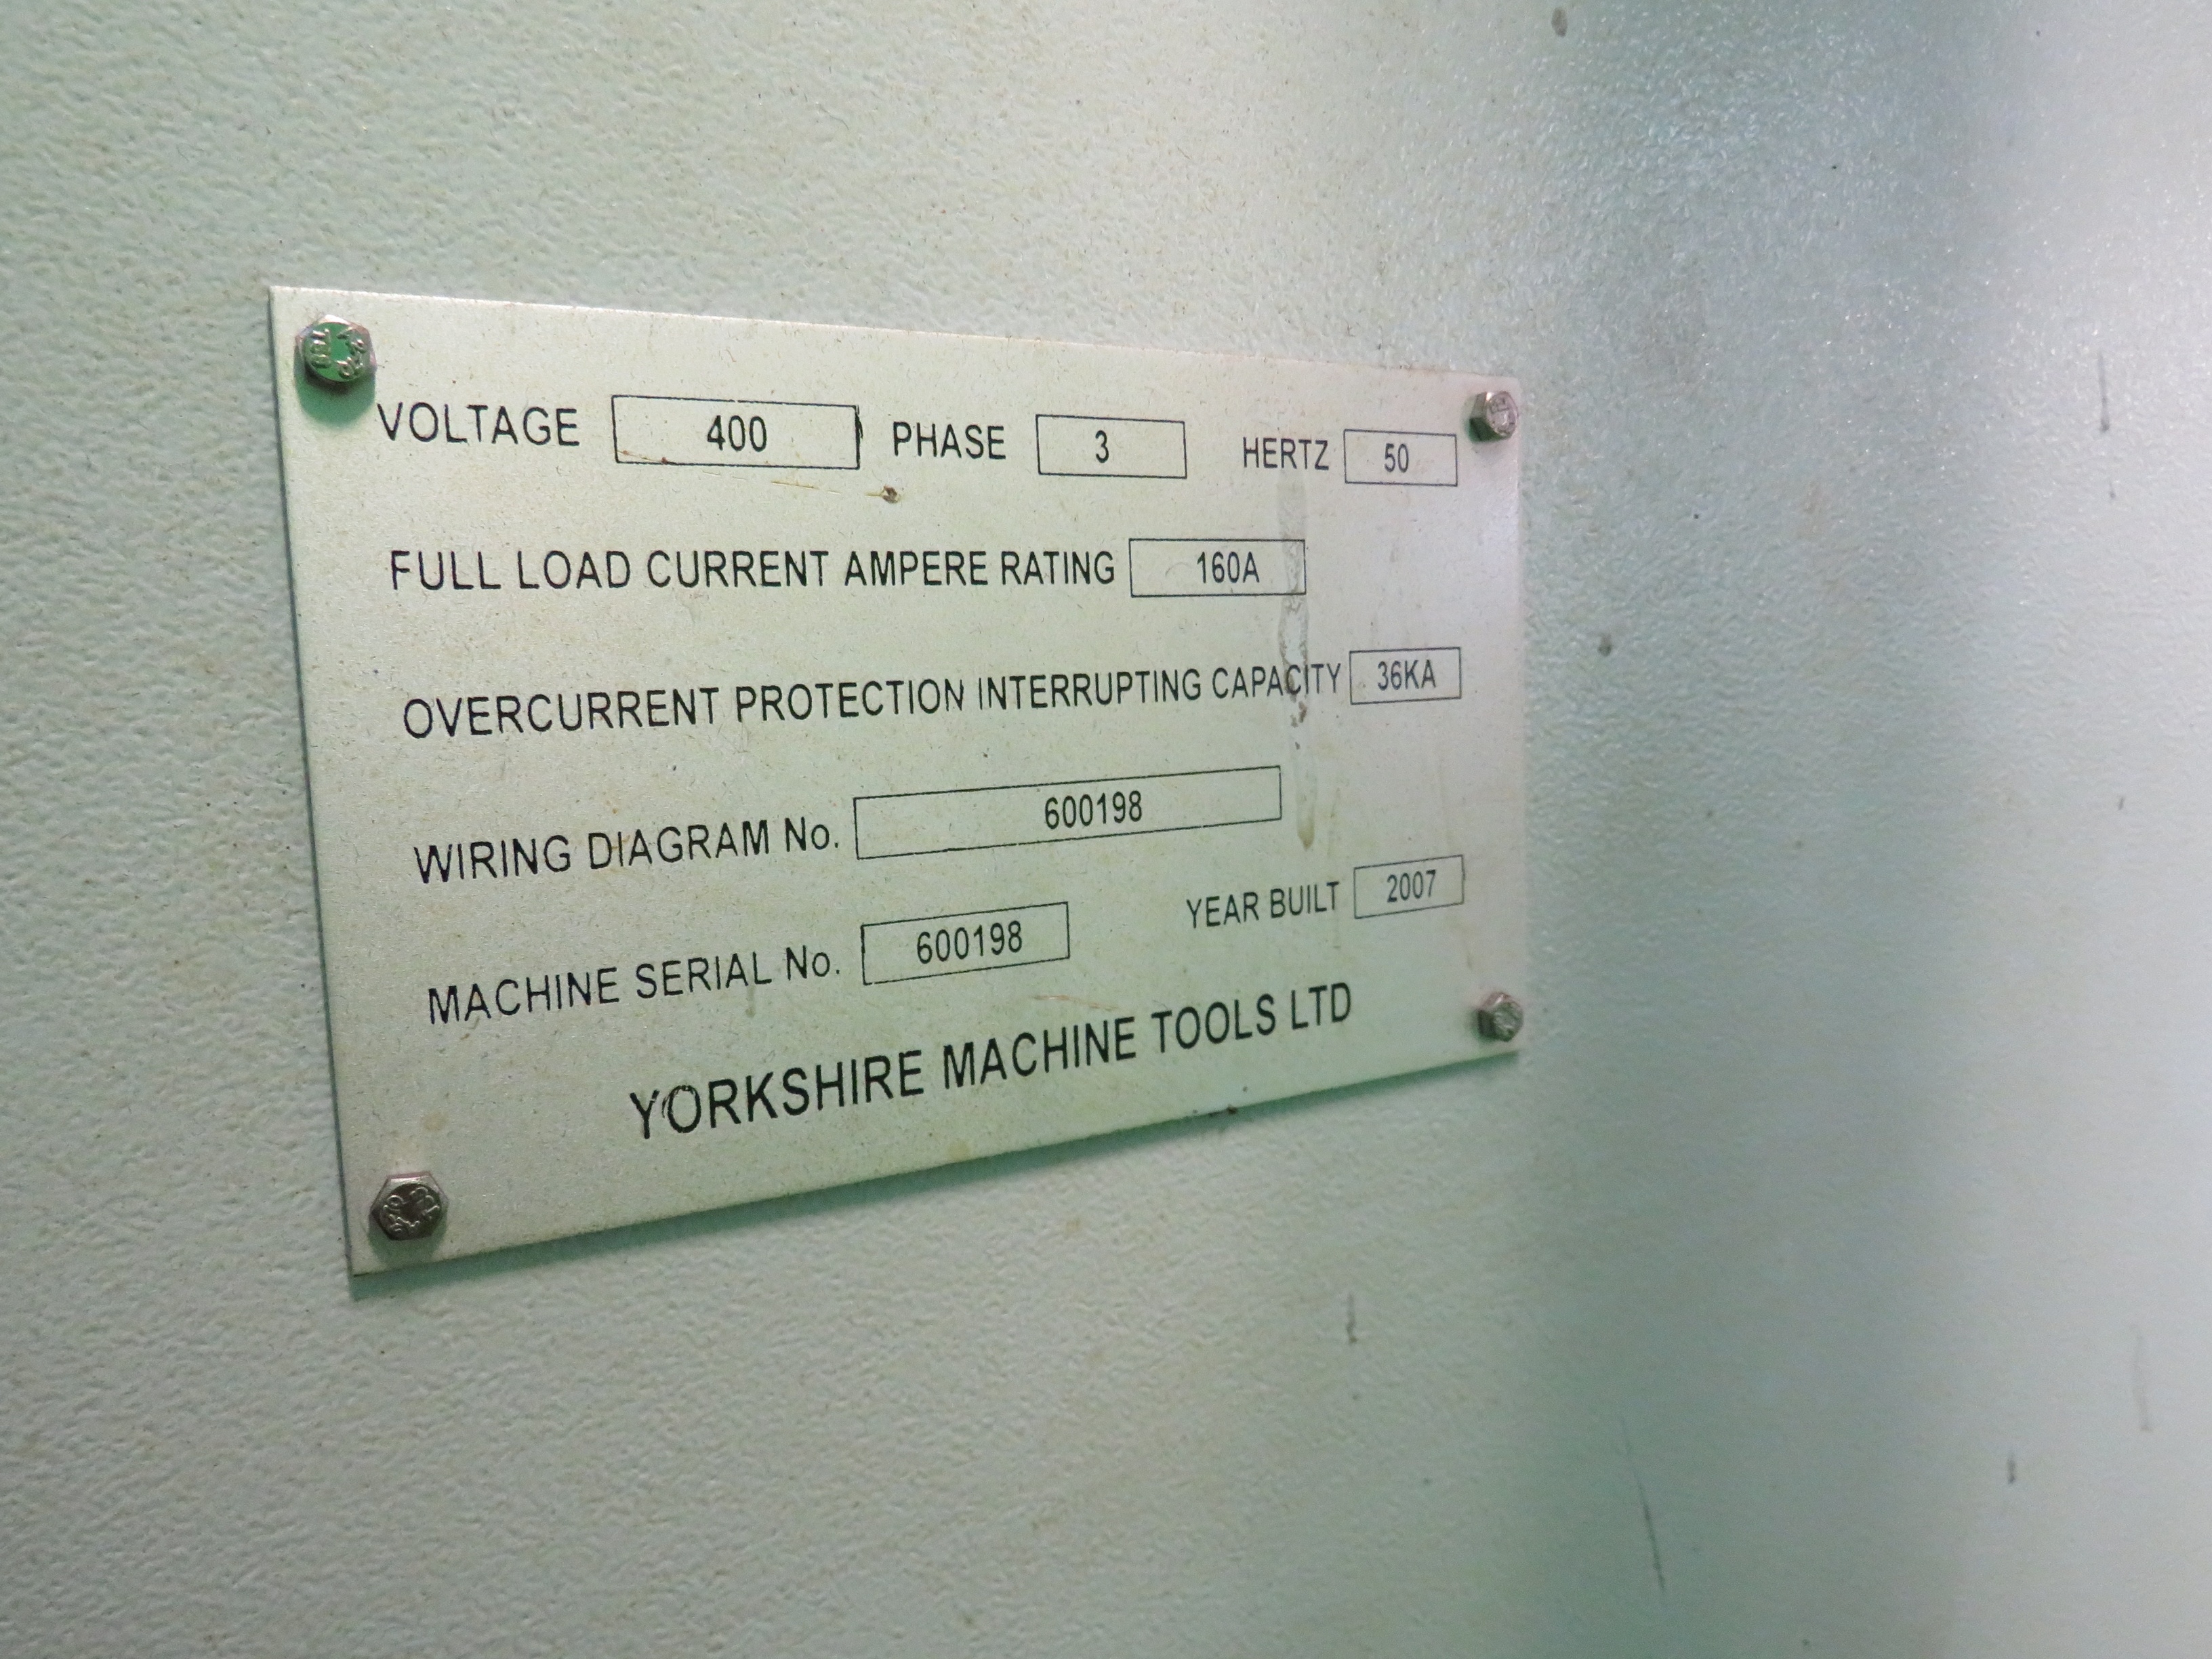 VOLTAGE 400 PHASE 3 HERTZ 50
FULL LOAD CURRENT AMPERE RATING 160A
OVERCURRENT PROTECTION INTERRUPTING CAPACITY 36KA
WIRING DIAGRAM No. 600198
MACHINE SERIAL No. 600198 YEAR BUILT 2007
YORKSHIRE MACHINE TOOLS LTD